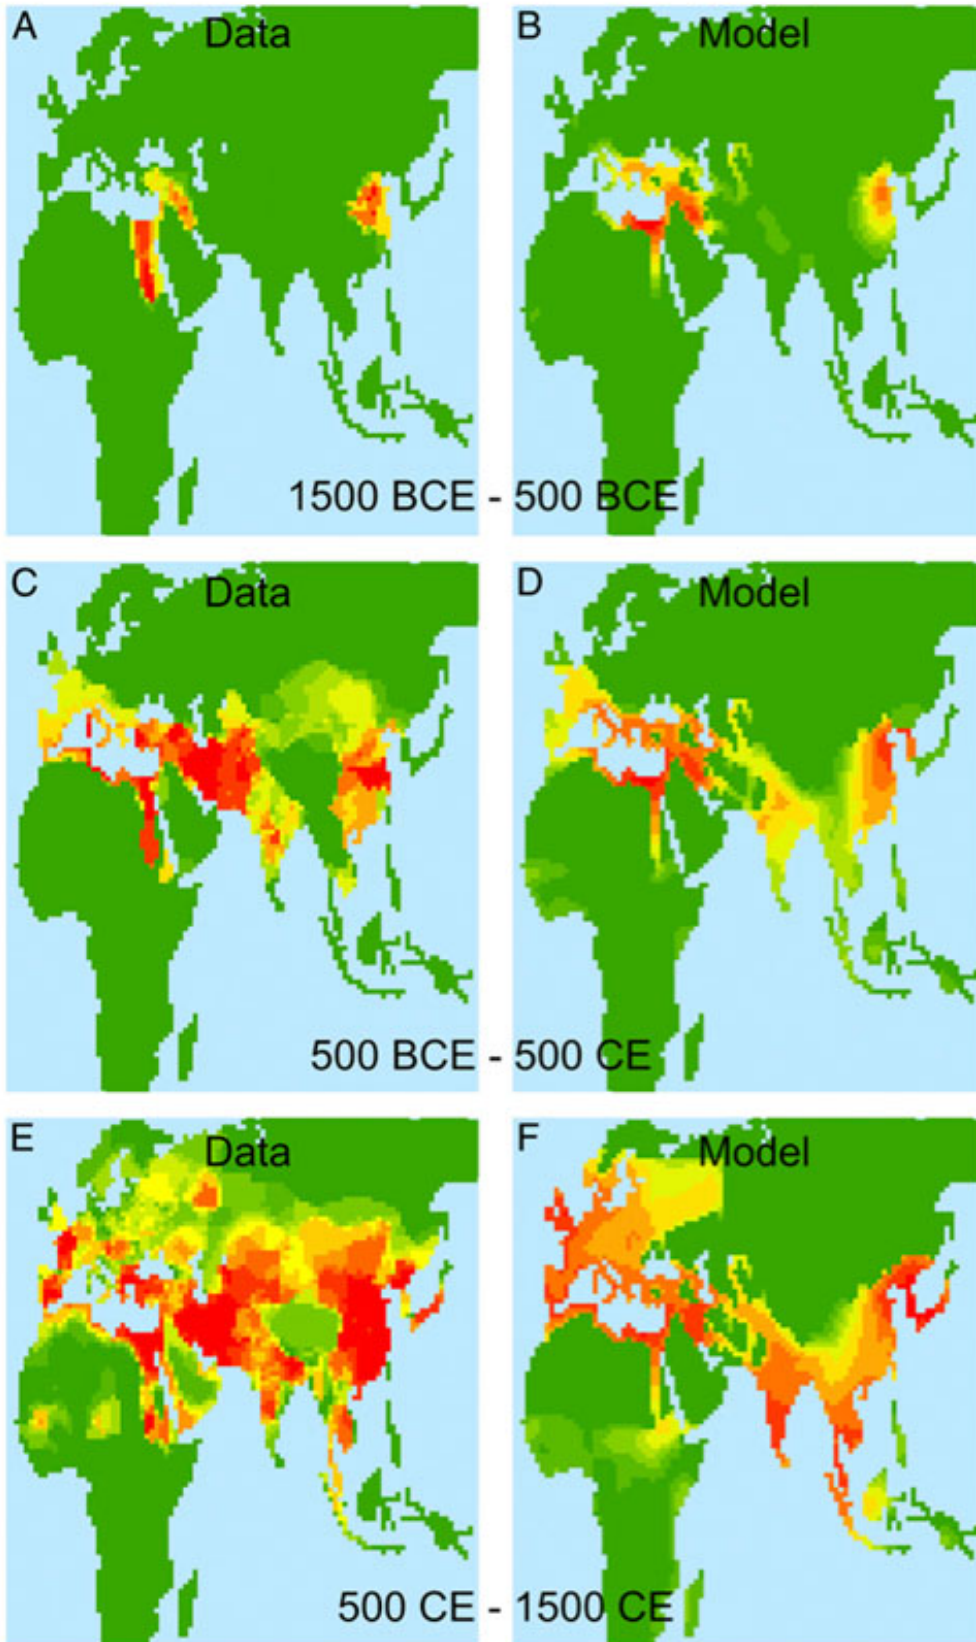 A Data
B Model
1500 BCE - 500 BCE
C Data
D Model
500 BCE - 500 CE
E Data
F Model
500 CE - 1500 CE